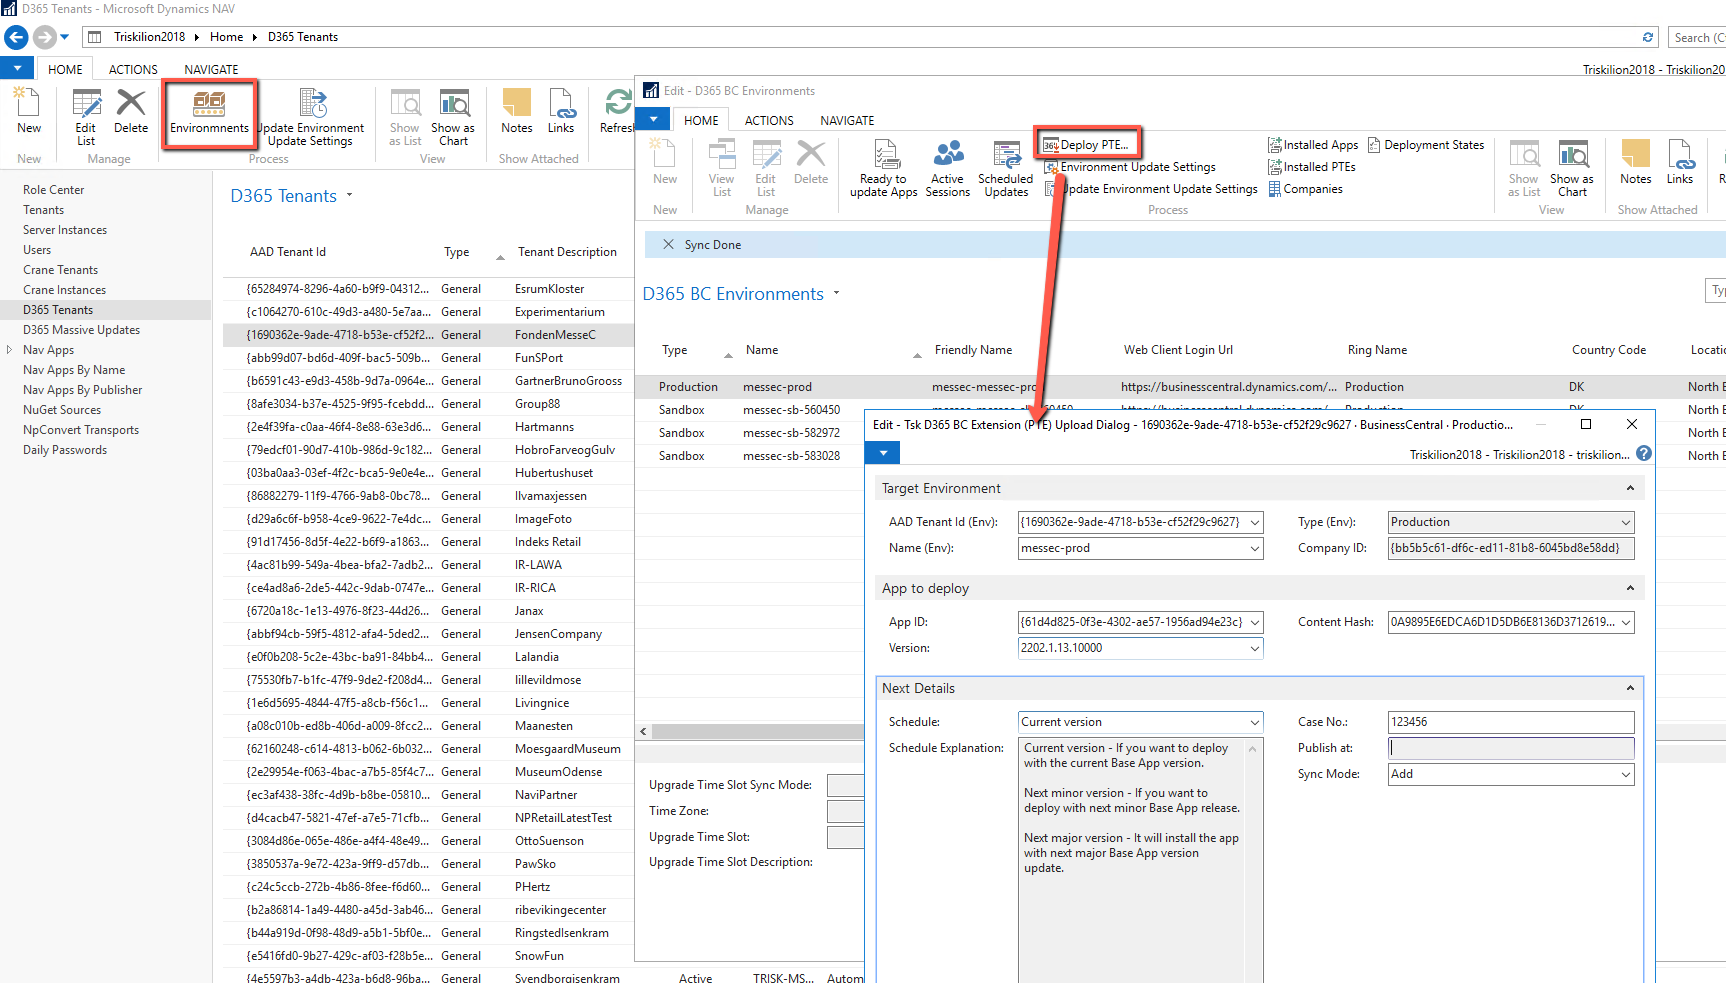 D365 Tenants - Microsoft Dynamics NAV
Triskilion2018 Home D365 Tenants
Search (C
HOME ACTIONS NAVIGATE
Triskilion2018 - Triskilion20
New
Edit List
Delete
Environmnents
Update Environment Update Settings
Show as List
Show as Chart
Notes
Links
Refresh
New Manage Process View Show Attached
Role Center
Tenants
Server Instances
Users
Crane Tenants
Crane Instances
D365 Tenants
D365 Massive Updates
Nav Apps
Nav Apps By Name
Nav Apps By Publisher
NuGet Sources
NpConvert Transports
Daily Passwords
D365 Tenants
AAD Tenant Id Type Tenant Description
{65284974-8296-4a60-b9f9-04312... General EsrumKloster
{c1064270-610c-49d3-a480-5e7aa... General Experimentarium
{1690362e-9ade-4718-b53e-cf52f2... General FondenMesseC
{abb99d07-bd6d-409f-bac5-509b... General FunSPort
{b6591c43-e9d3-458b-9d7a-0964e... General GartnerBrunoGrooss
{8afe3034-b37e-4525-9f95-fcebdd... General Group88
{2e4f39fa-c0aa-46f4-8e88-63e3d6... General Hartmanns
{79edcf01-90d7-410b-986d-9c182... General HobroFarveogGulv
{03ba0aa3-03ef-4f2c-bca5-9e0e4e... General Hubertushuset
{86882279-11f9-4766-9ab8-0bc78... General Ilvamaxjessen
{d29a6c6f-b958-4ce9-9622-7e4dc... General ImageFoto
{91d17456-8d5f-4e22-b6f9-a1863... General Indeks Retail
{4ac81b99-549a-4bea-bfa2-7adb2... General IR-LAWA
{ce4ad8a6-2de5-442c-9dab-0747e... General IR-RICA
{6720a18c-1e13-4976-8f23-44d26... General Janax
{abbf94cb-59f5-4812-afa4-5ded2... General JensenCompany
{e0f0b208-5c2e-43bc-ba91-84bb4... General Lalandia
{75530fb7-b1fc-47f9-9de2-f208d4... General lillevildmose
{1e6d5695-4844-47f5-a8cb-f56c1... General Livingnice
{a08c010b-ed8b-406d-a009-8fcc2... General Maanesten
{62160248-c614-4813-b062-6b032... General MoesgaardMuseum
{2e29954e-f063-4bac-a7b5-85f4c7... General MuseumOdense
{ec3af438-38fc-4d9b-b8be-05810... General NaviPartner
{d4cacb47-5821-47ef-a7e5-71cfb... General NPRetailLatestTest
{3084d86e-065e-486e-a4f4-48e49... General OttoSuenson
{3850537a-9e72-423a-9ff9-d57db... General PawSko
{c24c5ccb-272b-4b86-8fee-f6d60... General PHertz
{b2a86814-1a49-4480-a45d-3ab46... General ribevikingecenter
{b44a919d-0f98-48d9-a5b1-5bf0e... General RingstedIsenkram
{e5416fd0-9b27-429c-af03-f28b5e... General SnowFun
{4e5597b3-a4db-423a-b6d8-96ba... General Svendborgisenkram Active TRISK-MS... Autom
Edit - D365 BC Environments
HOME ACTIONS NAVIGATE
New
View List
Edit List
Delete
Ready to update Apps
Active Sessions
Scheduled Updates
Deploy PTE...
Environment Update Settings
Update Environment Update Settings
Installed Apps
Installed PTEs
Companies
Deployment States
Show as List
Show as Chart
Notes
Links
R
New Manage Process View Show Attached
Sync Done
D365 BC Environments
Typ
Type Name Friendly Name Web Client Login Url Ring Name Country Code Locatio
Production messec-prod messec-messec-prod https://businesscentral.dynamics.com/... Production DK North E
Sandbox messec-sb-560450 messec-messec-sb-560450 https://businesscentral.dynamics.com/... Production DK North E
Sandbox messec-sb-582972 North E
Sandbox messec-sb-583028 North E
Upgrade Time Slot Sync Mode:
Time Zone:
Upgrade Time Slot:
Upgrade Time Slot Description:
Edit - Tsk D365 BC Extension (PTE) Upload Dialog - 1690362e-9ade-4718-b53e-cf52f29c9627 · BusinessCentral · Productio...
Triskilion2018 - Triskilion2018 - triskilion...
Target Environment
AAD Tenant Id (Env): {1690362e-9ade-4718-b53e-cf52f29c9627} Type (Env): Production
Name (Env): messec-prod Company ID: {bb5b5c61-df6c-ed11-81b8-6045bd8e58dd}
App to deploy
App ID: {61d4d825-0f3e-4302-ae57-1956ad94e23c} Content Hash: 0A9895E6EDCA6D1D5DB6E8136D3712619...
Version: 2202.1.13.10000
Next Details
Schedule: Current version Case No.: 123456
Schedule Explanation: Publish at:
Sync Mode: Add
Current version - If you want to deploy
with the current Base App version.
Next minor version - If you want to
deploy with next minor Base App release.
Next major version - It will install the app
with next major Base App version
update.